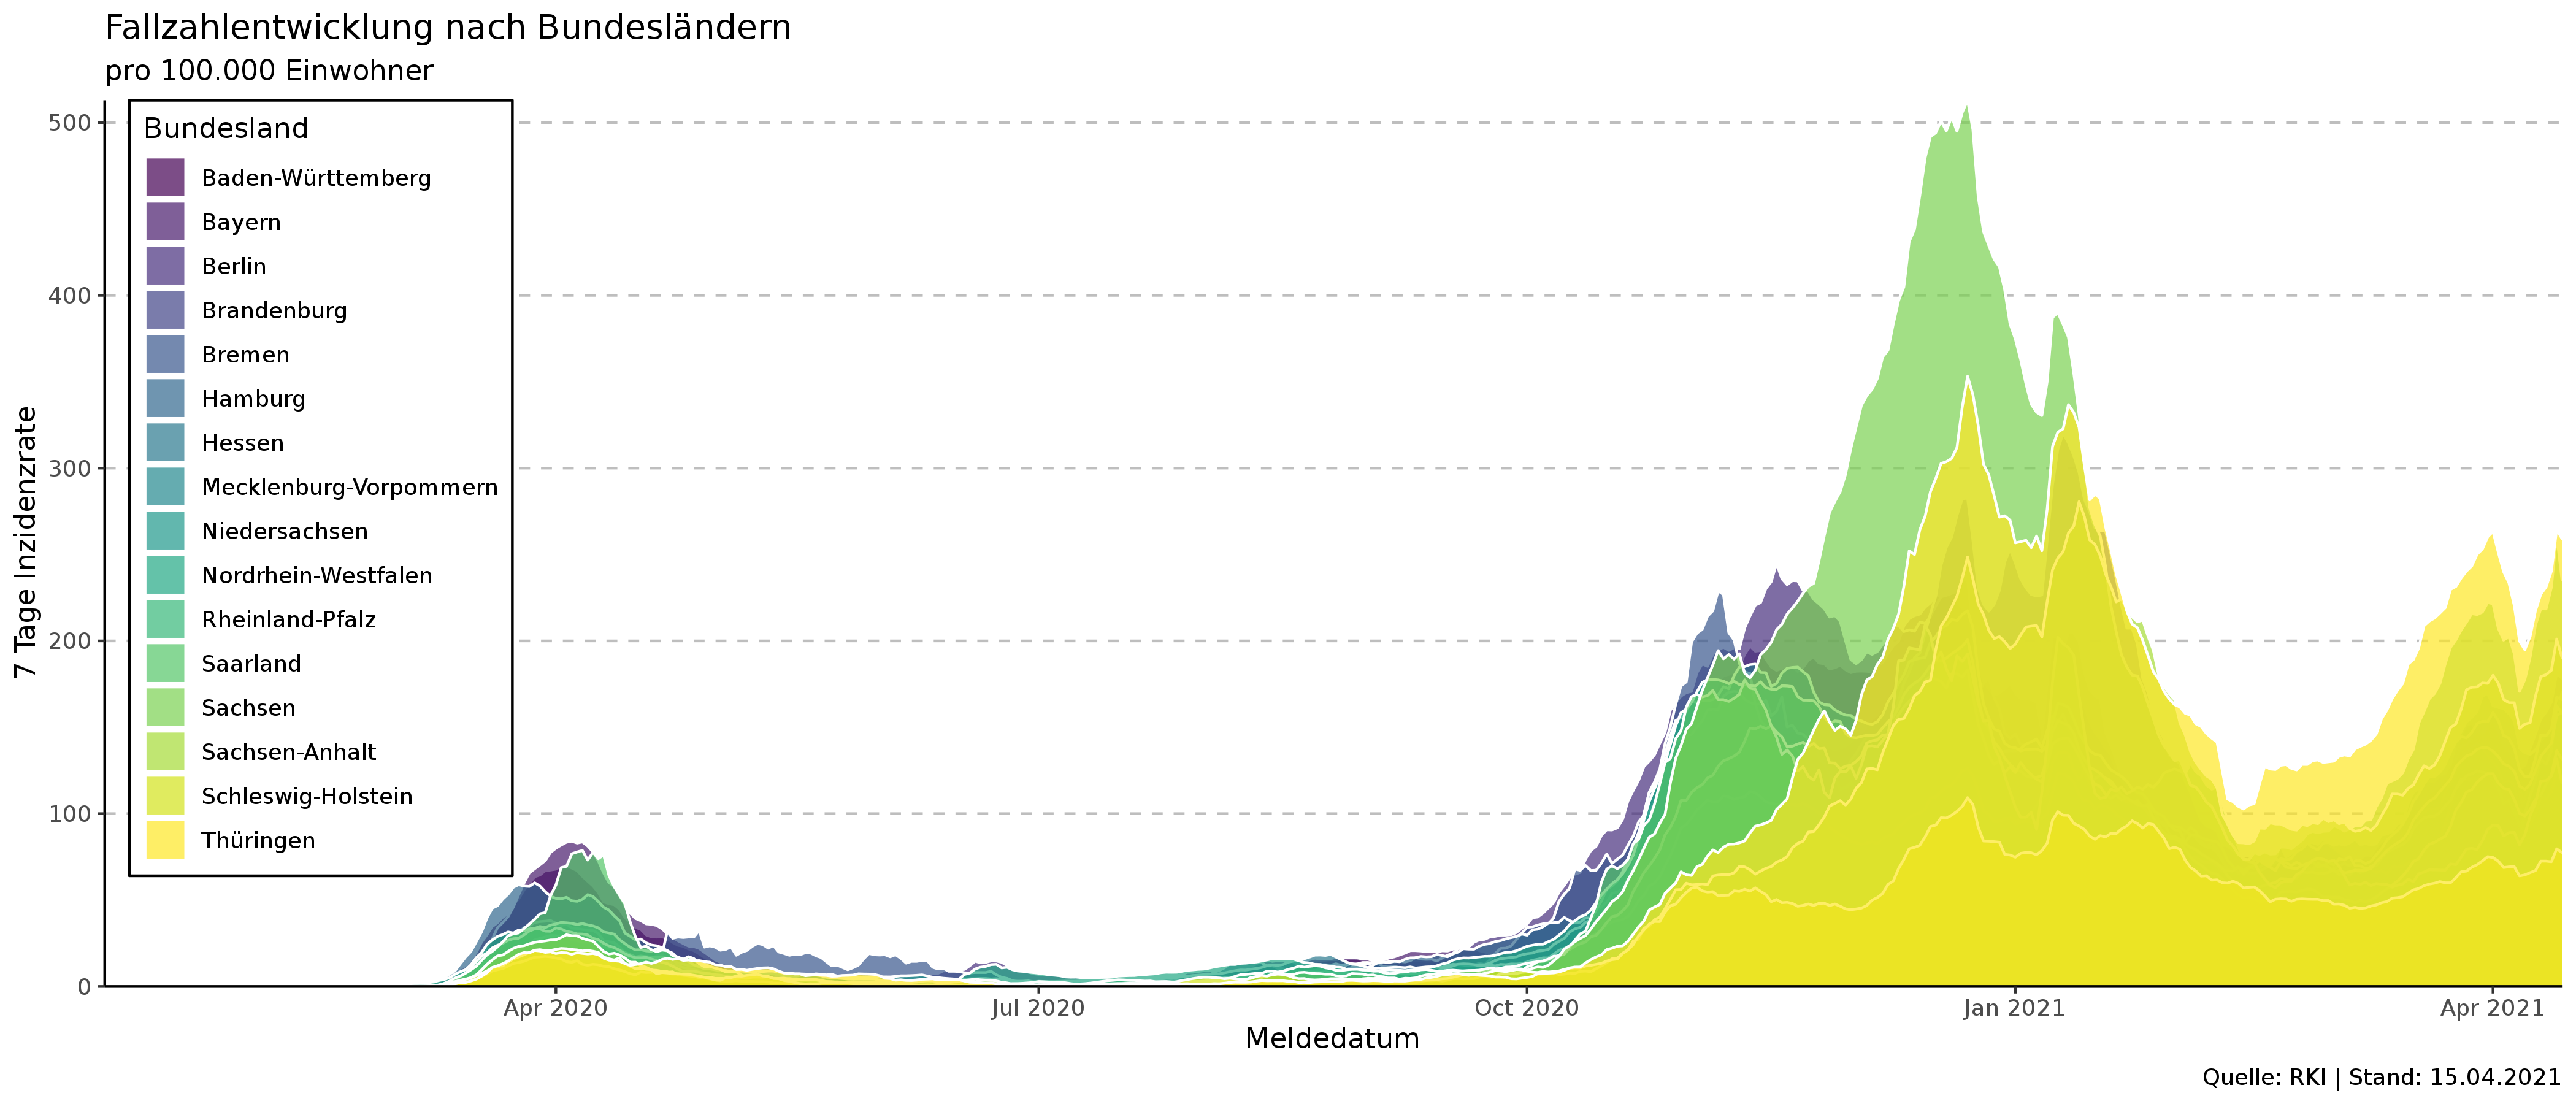 Fallzahlentwicklung nach Bundesländern
pro 100.000 Einwohner
Bundesland
Baden-Württemberg
Bayern
Berlin
Brandenburg
Bremen
Hamburg
Hessen
Mecklenburg-Vorpommern
Niedersachsen
Nordrhein-Westfalen
Rheinland-Pfalz
Saarland
Sachsen
Sachsen-Anhalt
Schleswig-Holstein
Thüringen
7 Tage Inzidenzrate
500
400
300
200
100
0
Apr 2020
Jul 2020
Oct 2020
Jan 2021
Apr 2021
Meldedatum
Quelle: RKI | Stand: 15.04.2021